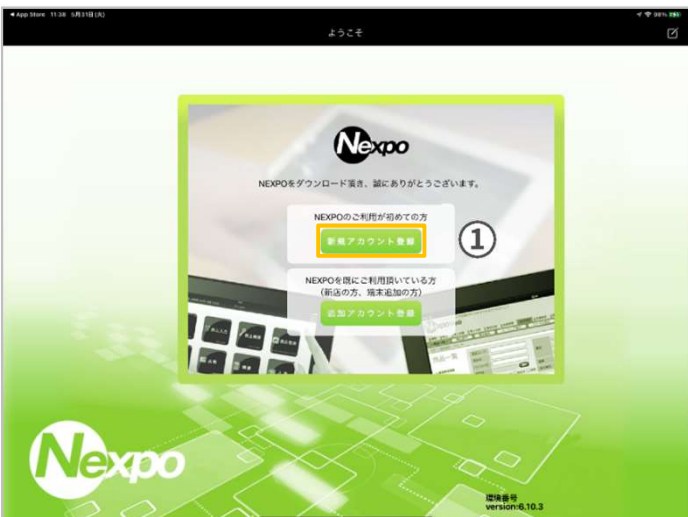 ◀App Store 11:38 5月31日(火)
98%
ようこそ
Nexpo
NEXPOをダウンロード頂き、誠にありがとうございます。
NEXPOのご利用が初めての方
新規アカウント登録
①
NEXPOを既にご利用頂いている方
(新店の方、端末追加の方)
追加アカウント登録
商品一覧
Nexpo
環境番号
version:6.10.3